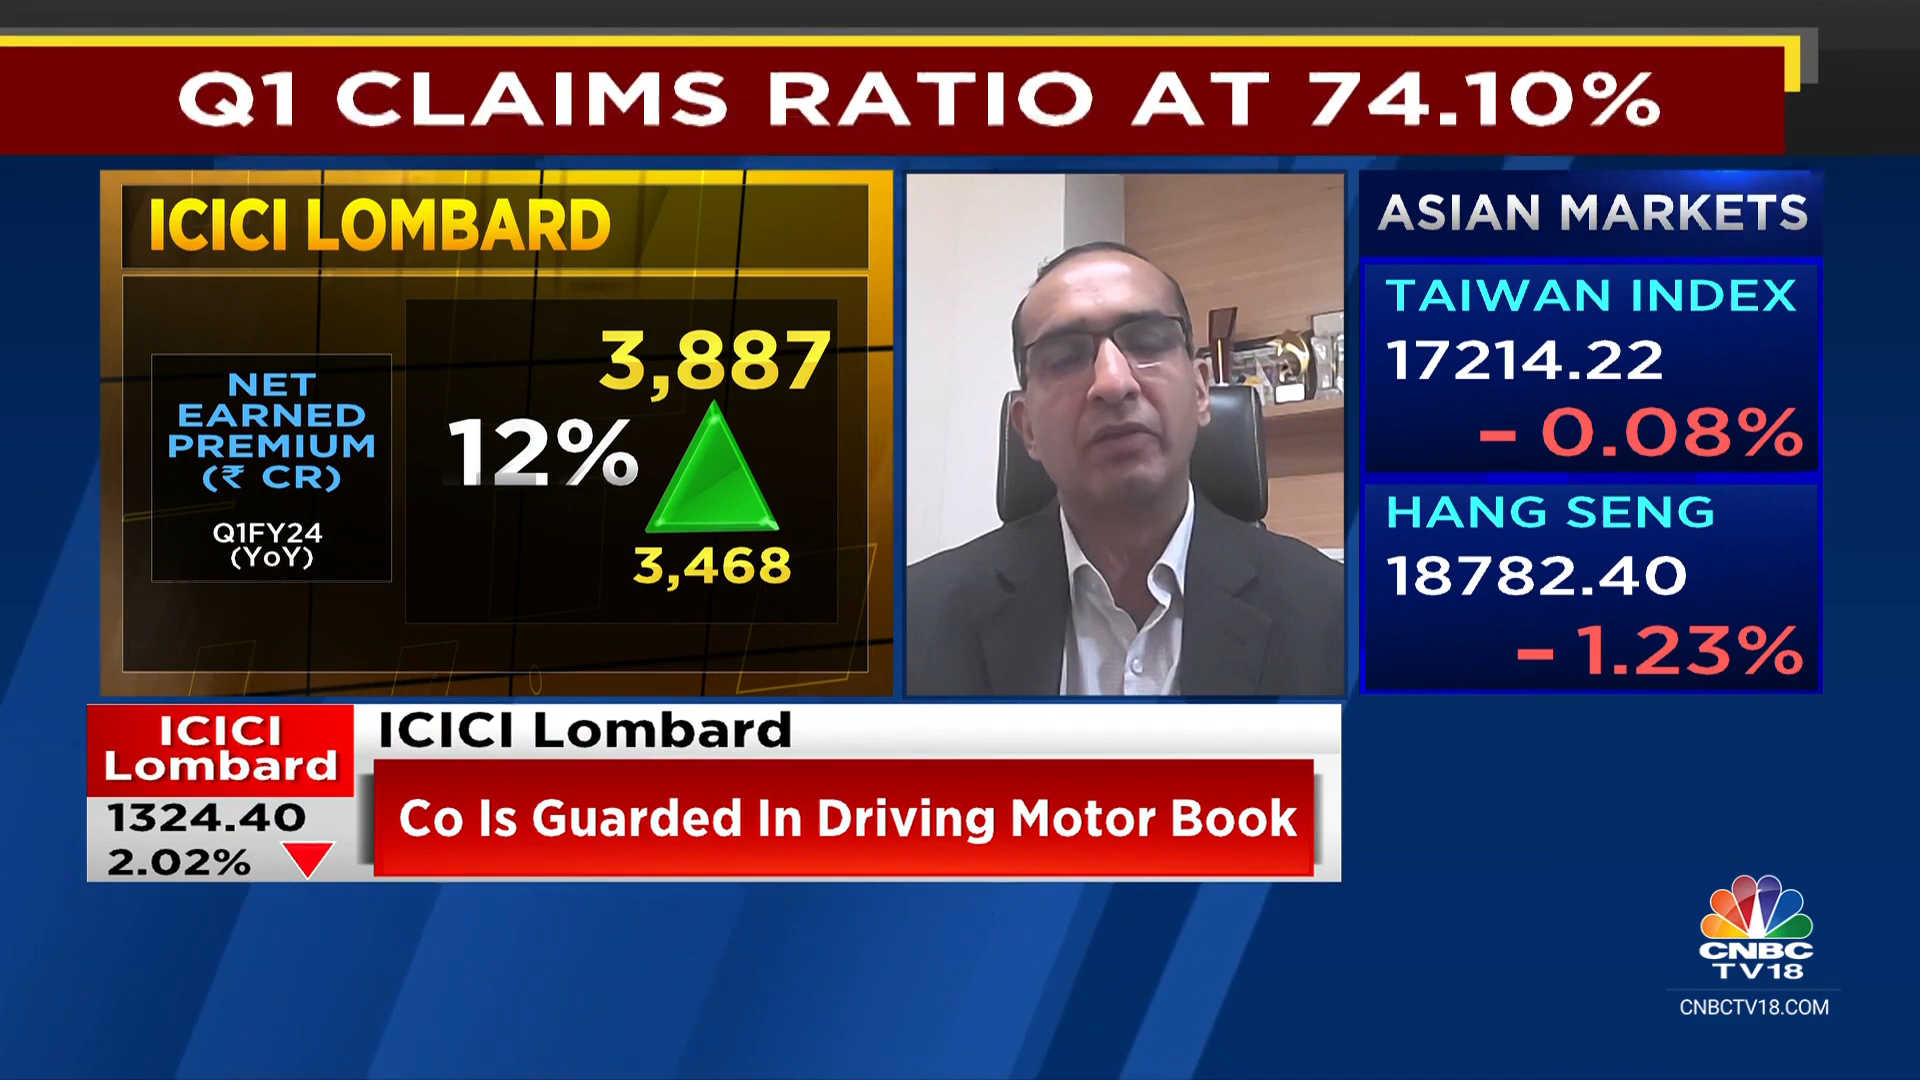 Q1 CLAIMS RATIO AT 74.10%
ICICI LOMBARD
NET
EARNED
PREMIUM
(₹ CR)
Q1FY24
(YoY)
3,887
12%
3,468
ASIAN MARKETS
TAIWAN INDEX
17214.22
– 0.08%
HANG SENG
18782.40
– 1.23%
ICICI
Lombard
1324.40
2.02%
ICICI Lombard
Co Is Guarded In Driving Motor Book
CNBC
TV18
CNBCTV18.COM